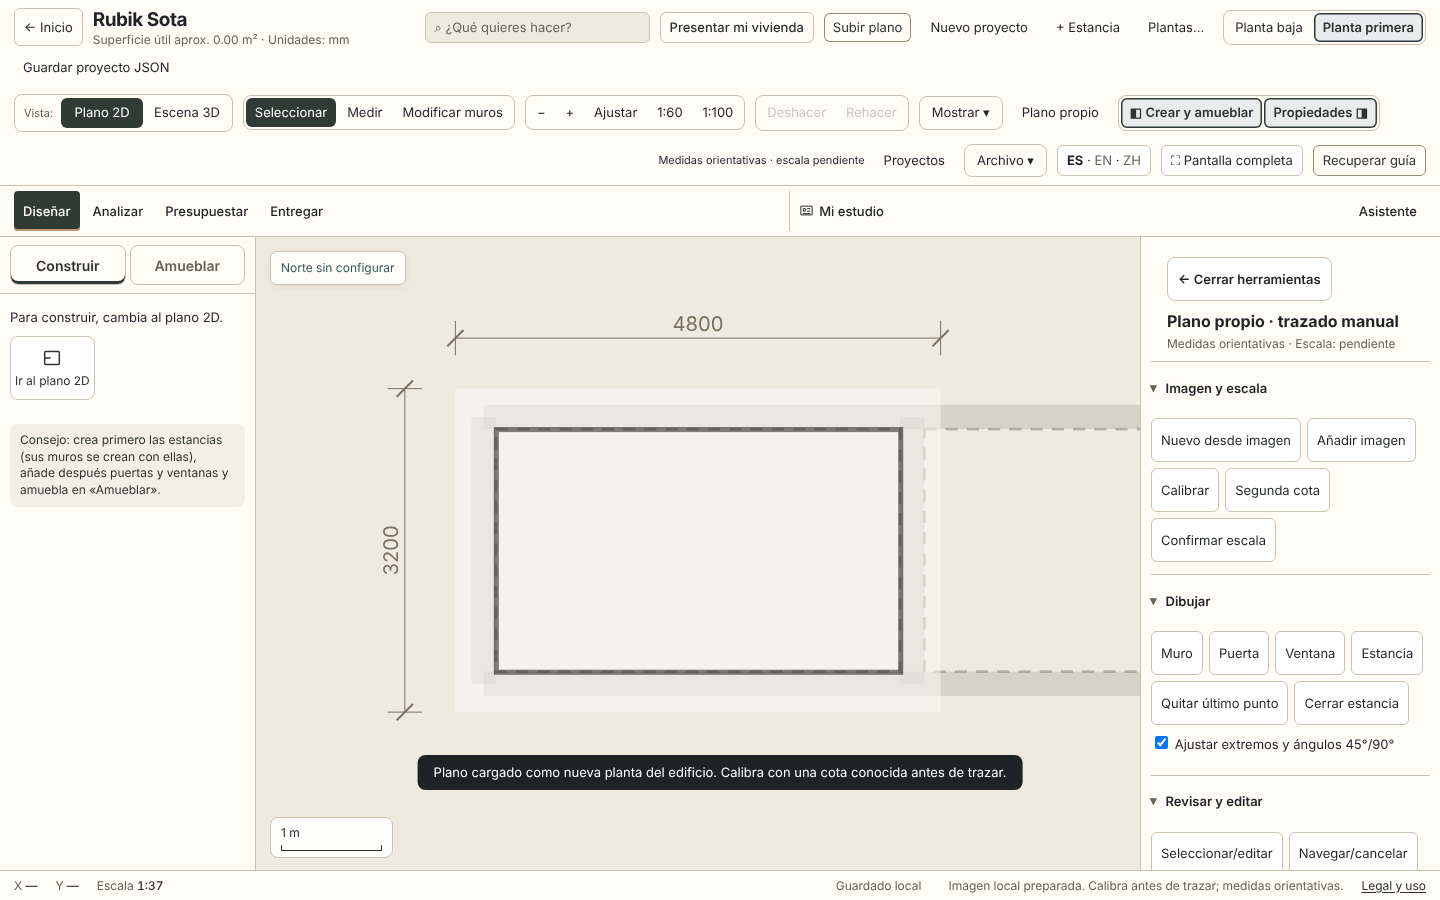 ← Inicio
Rubik Sota
Superficie útil aprox. 0.00 m² · Unidades: mm
¿Qué quieres hacer?
Presentar mi vivienda
Subir plano
Nuevo proyecto
+ Estancia
Plantas...
Planta baja
Planta primera
Guardar proyecto JSON
Vista:
Plano 2D
Escena 3D
Seleccionar
Medir
Modificar muros
−
+
Ajustar
1:60
1:100
Deshacer
Rehacer
Mostrar ▾
Plano propio
Crear y amueblar
Propiedades
Medidas orientativas · escala pendiente
Proyectos
Archivo ▾
ES · EN · ZH
Pantalla completa
Recuperar guía
Diseñar
Analizar
Presupuestar
Entregar
Mi estudio
Asistente
Construir
Amueblar
Para construir, cambia al plano 2D.
Ir al plano 2D
Consejo: crea primero las estancias
(sus muros se crean con ellas),
añade después puertas y ventanas y
amuebla en «Amueblar».
Norte sin configurar
4800
3200
Plano cargado como nueva planta del edificio. Calibra con una cota conocida antes de trazar.
1 m
← Cerrar herramientas
Plano propio · trazado manual
Medidas orientativas · Escala: pendiente
▼ Imagen y escala
Nuevo desde imagen
Añadir imagen
Calibrar
Segunda cota
Confirmar escala
▼ Dibujar
Muro
Puerta
Ventana
Estancia
Quitar último punto
Cerrar estancia
Ajustar extremos y ángulos 45°/90°
▼ Revisar y editar
Seleccionar/editar
Navegar/cancelar
X —
Y —
Escala 1:37
Guardado local
Imagen local preparada. Calibra antes de trazar; medidas orientativas.
Legal y uso